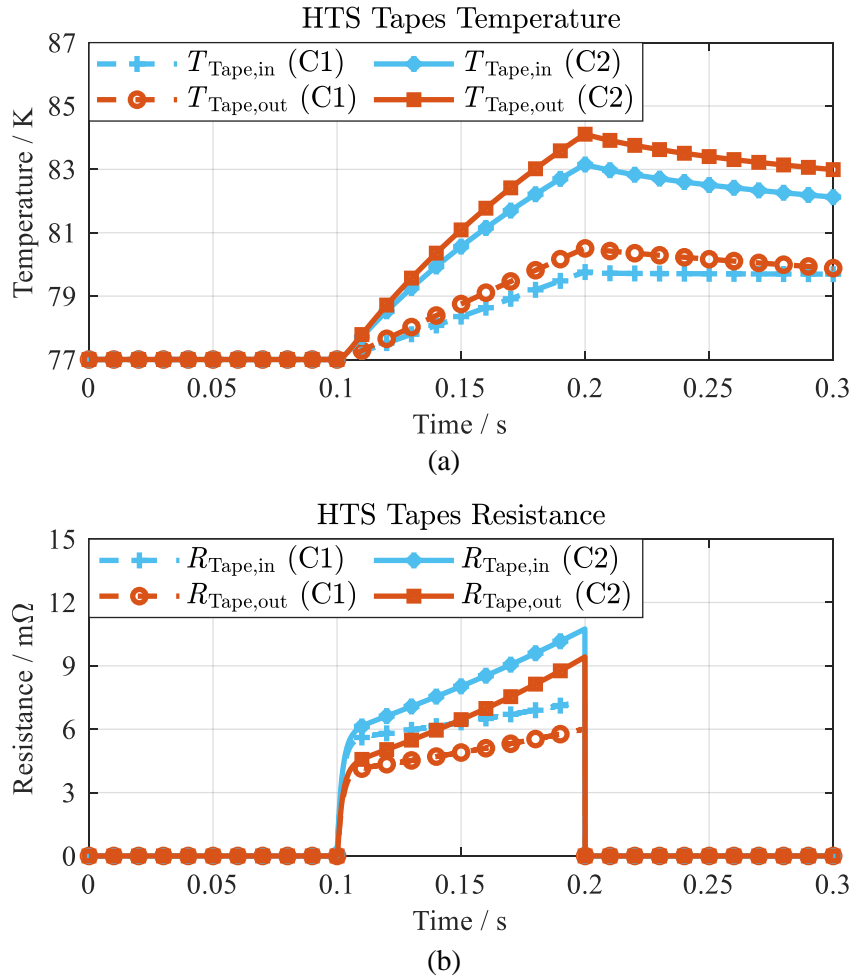 HTS Tapes Temperature
87
85
83
81
79
77
Temperature / K
T_Tape,in (C1) T_Tape,in (C2)
T_Tape,out (C1) T_Tape,out (C2)
0 0.05 0.1 0.15 0.2 0.25 0.3
Time / s
(a)
HTS Tapes Resistance
15
12
9
6
3
0
Resistance / mΩ
R_Tape,in (C1) R_Tape,in (C2)
R_Tape,out (C1) R_Tape,out (C2)
0 0.05 0.1 0.15 0.2 0.25 0.3
Time / s
(b)